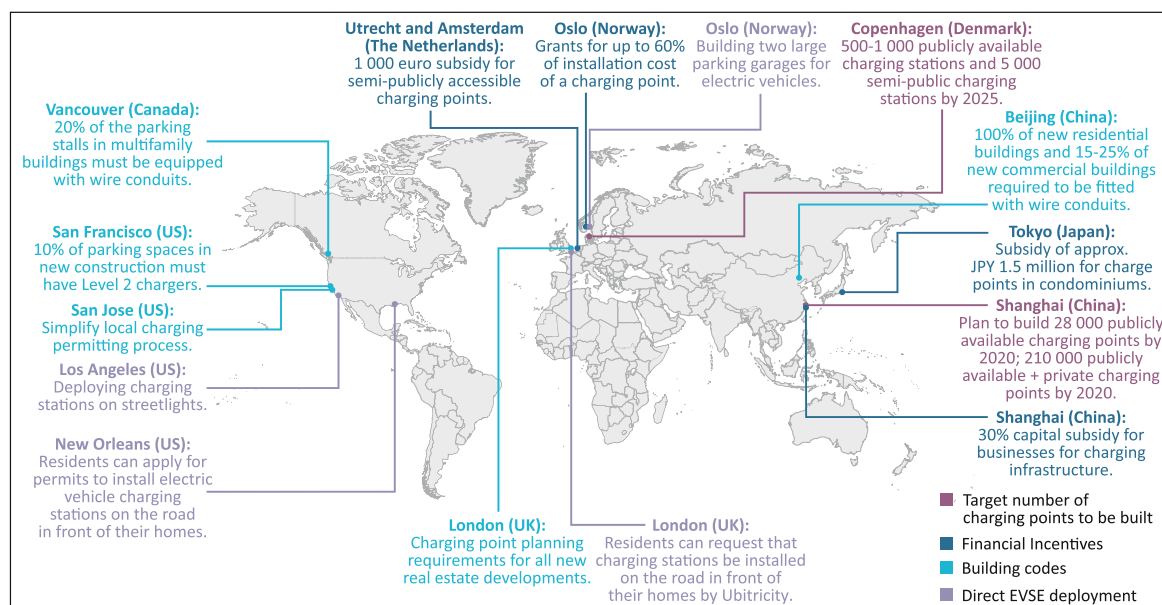 Utrecht and Amsterdam
(The Netherlands):
1 000 euro subsidy for
semi-publicly accessible
charging points.
Oslo (Norway):
Grants for up to 60%
of installation cost
of a charging point.
Oslo (Norway):
Building two large
parking garages for
electric vehicles.
Copenhagen (Denmark):
500-1 000 publicly available
charging stations and 5 000
semi-public charging
stations by 2025.
Vancouver (Canada):
20% of the parking
stalls in multifamily
buildings must be equipped
with wire conduits.
Beijing (China):
100% of new residential
buildings and 15-25% of
new commercial buildings
required to be fitted
with wire conduits.
San Francisco (US):
10% of parking spaces in
new construction must
have Level 2 chargers.
Tokyo (Japan):
Subsidy of approx.
JPY 1.5 million for charge
points in condominiums.
San Jose (US):
Simplify local charging
permitting process.
Shanghai (China):
Plan to build 28 000 publicly
available charging points by
2020; 210 000 publicly
available + private charging
points by 2020.
Los Angeles (US):
Deploying charging
stations on streetlights.
Shanghai (China):
30% capital subsidy for
businesses for charging
infrastructure.
New Orleans (US):
Residents can apply for
permits to install electric
vehicle charging
stations on the road
in front of their homes.
London (UK):
Charging point planning
requirements for all new
real estate developments.
London (UK):
Residents can request that
charging stations be installed
on the road in front of
their homes by Ubitricity.
Target number of
charging points to be built
Financial Incentives
Building codes
Direct EVSE deployment